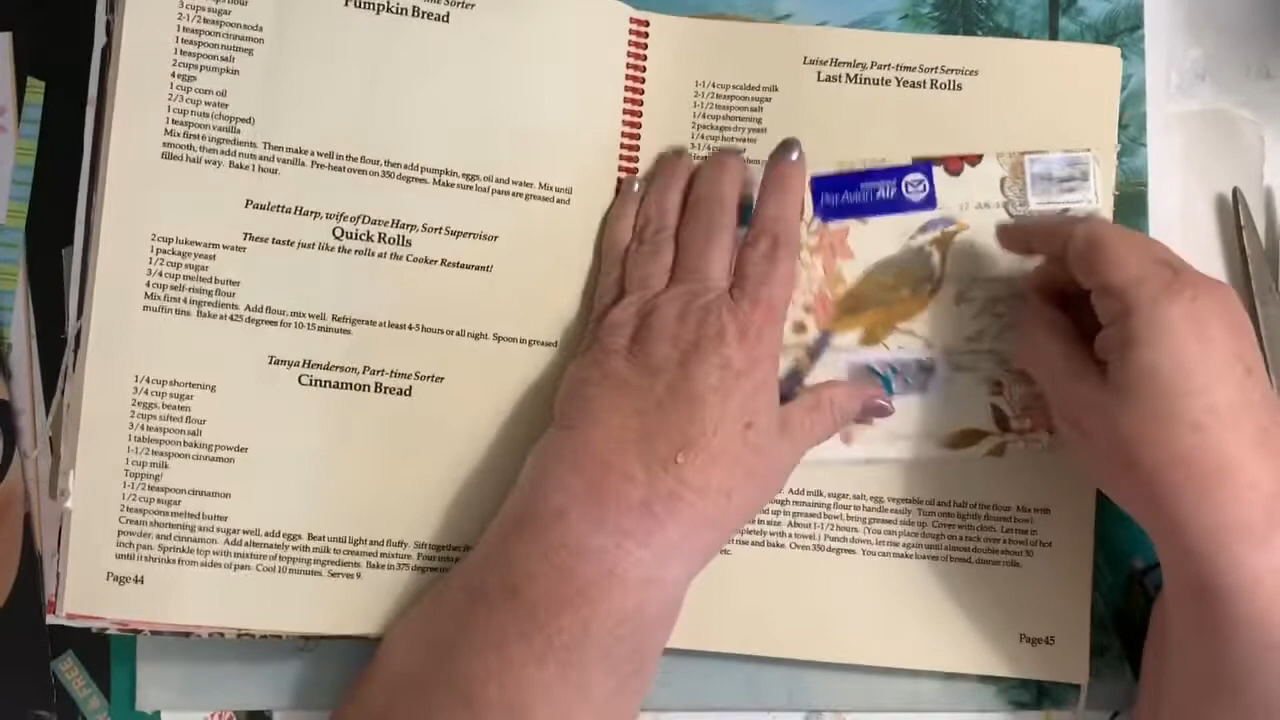 Sorter
Pumpkin Bread
3 cups sugar
2-1/2 teaspoon soda
1 teaspoon cinnamon
1 teaspoon nutmeg
1 teaspoon salt
2 cups pumpkin
4 eggs
1 cup corn oil
2/3 cup water
1 cup nuts (chopped)
1 teaspoon vanilla
Mix first 6 ingredients. Then make a well in the flour, then add pumpkin, eggs, oil and water. Mix until
smooth, then add nuts and vanilla. Pre-heat oven on 350 degrees. Make sure loaf pans are greased and
filled half way. Bake 1 hour.
Pauletta Harp, wife of Dave Harp, Sort Supervisor
Quick Rolls
These taste just like the rolls at the Cooker Restaurant!
2 cup lukewarm water
1 package yeast
1/2 cup sugar
3/4 cup melted butter
4 cup self-rising flour
Mix first 4 ingredients. Add flour, mix well. Refrigerate at least 4-5 hours or all night. Spoon in greased
muffin tins. Bake at 425 degrees for 10-15 minutes.
Tanya Henderson, Part-time Sorter
Cinnamon Bread
1/4 cup shortening
3/4 cup sugar
2 eggs, beaten
2 cups sifted flour
3/4 teaspoon salt
1 tablespoon baking powder
1-1/2 teaspoon cinnamon
1 cup milk
Topping!
1-1/2 teaspoon cinnamon
1/2 cup sugar
2 teaspoons melted butter
Cream shortening and sugar well, add eggs. Beat until light and fluffy. Sift together
powder, and cinnamon. Add alternately with milk to creamed mixture. Pour into
inch pan. Sprinkle top with mixture of topping ingredients. Bake in 375 degree
until it shrinks from sides of pan. Cool 10 minutes. Serves 9.
Page 44
Luise Hernley, Part-time Sort Services
Last Minute Yeast Rolls
1-1/4 cup scalded milk
2-1/2 teaspoon sugar
1-1/2 teaspoon salt
1/4 cup shortening
2 packages dry yeast
1/4 cup hot water
3-1/4
Par Avion Air
Add milk, sugar, salt, egg, vegetable oil and half of the flour. Mix with
remaining flour to handle easily. Turn onto lightly floured bowl
up in greased bowl, bring greased side up. Cover with cloth. Let rise in
in size. About 1-1/2 hours. (You can place dough on a rack over a bowl of hot
with a towel.) Punch down, let rise again until almost double about 30
rise and bake. Oven 350 degrees. You can make loaves of bread, dinner rolls,
etc.
Page 45
& FREE